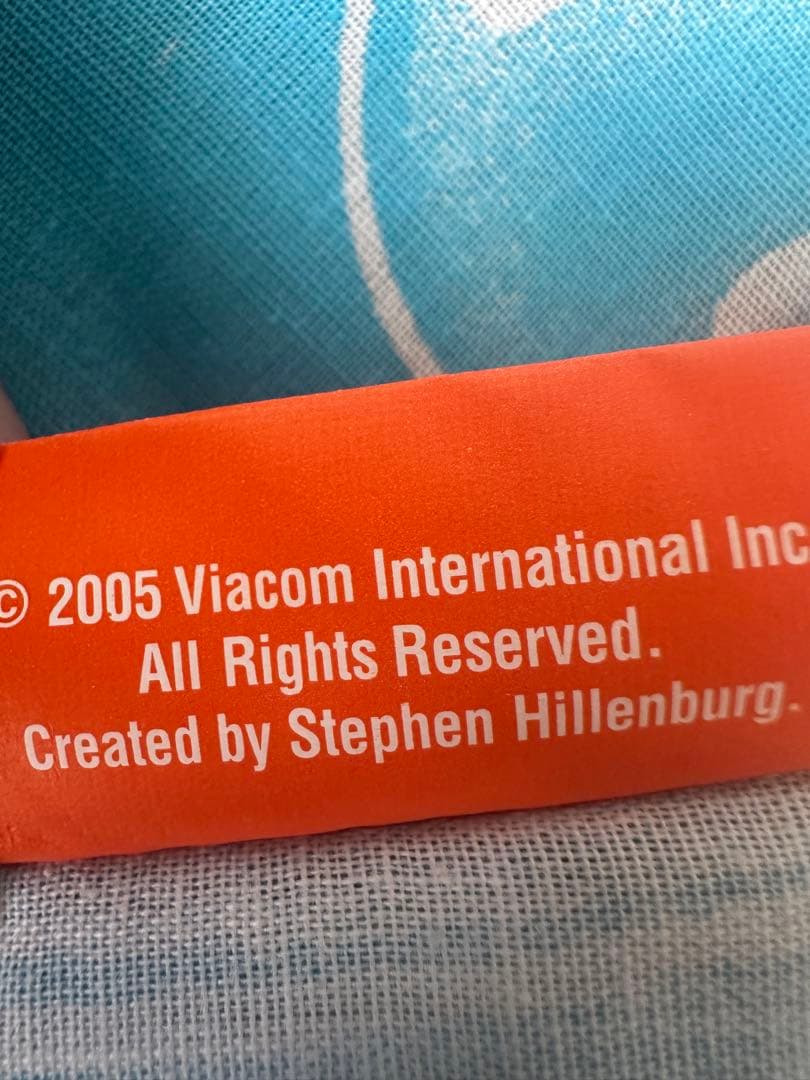 © 2005 Viacom International Inc
All Rights Reserved.
Created by Stephen Hillenburg.